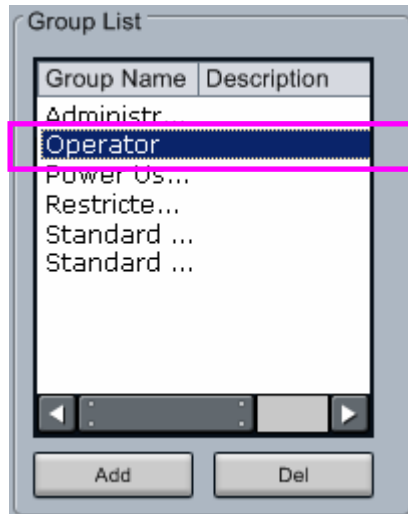 Group List
Group Name Description
Administr...
Operator
Power Us...
Restricte...
Standard ...
Standard ...
Add Del